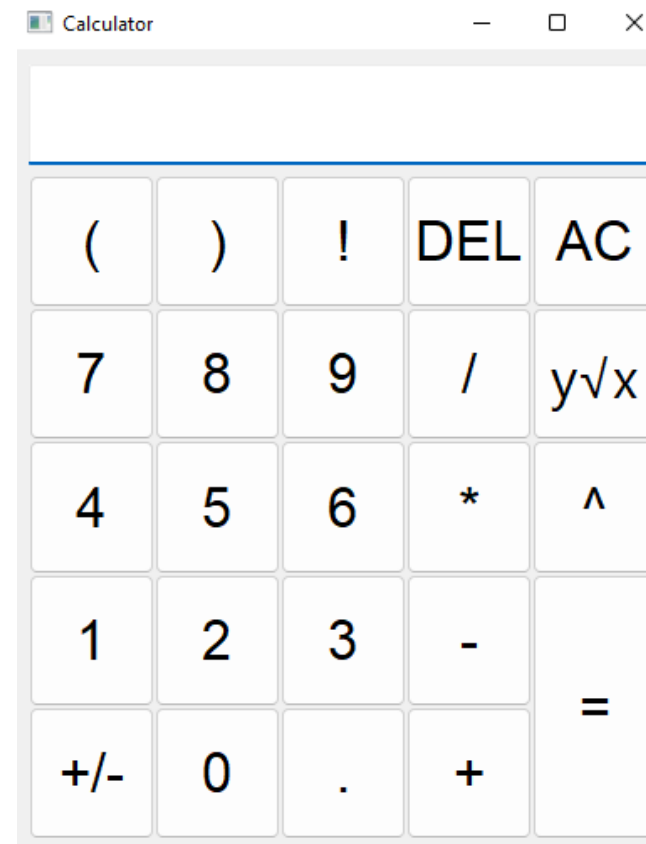 Calculator
( ) ! DEL AC
7 8 9 / y√x
4 5 6 * ^
1 2 3 -
=
+/- 0 . +